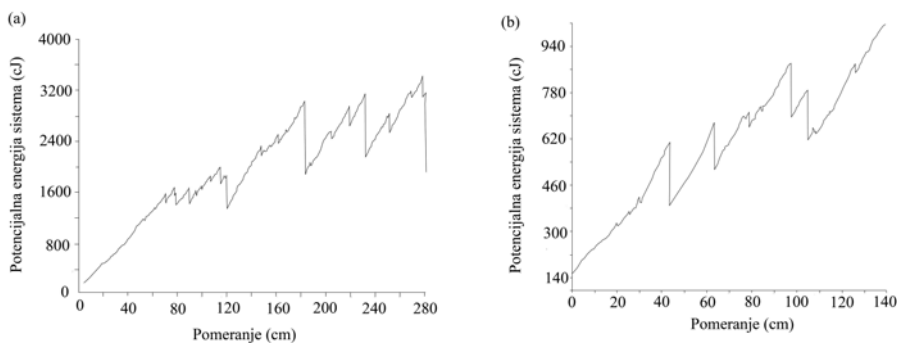 (a)
Potencijalna energija sistema (cJ)
4000
3200
2400
1600
800
0
0 40 80 120 160 200 240 280
Pomeranje (cm)
(b)
Potencijalna energija sistema (cJ)
940
780
620
460
300
140
0 20 40 60 80 100 120 140
Pomeranje (cm)